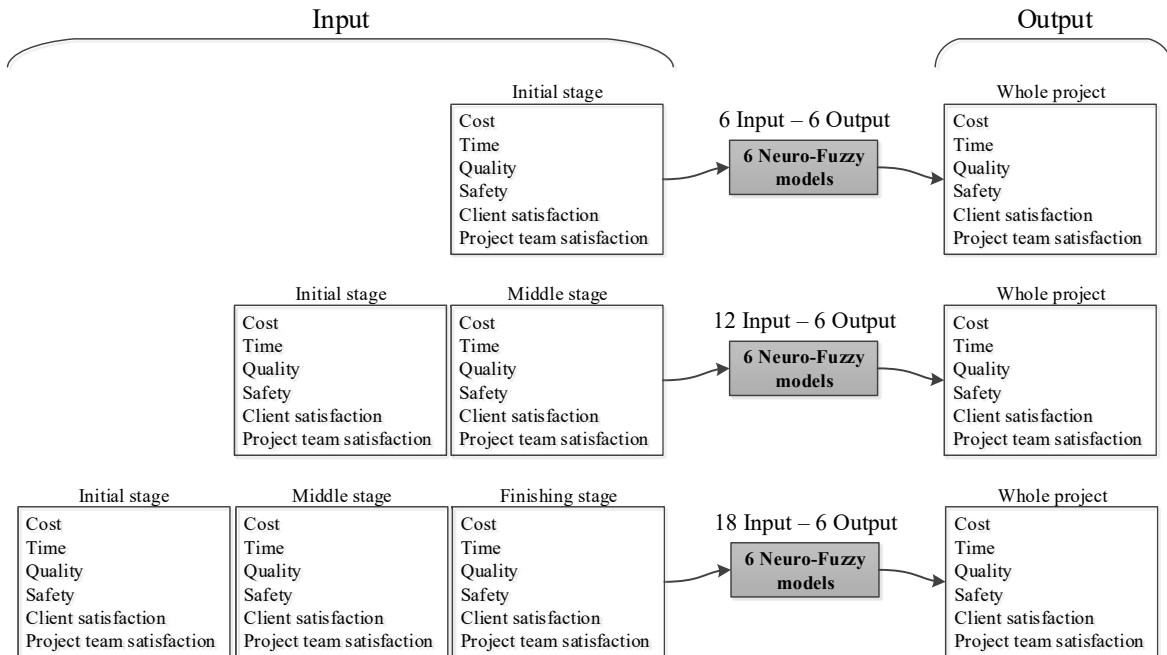 Input
Output
Initial stage
Cost
Time
Quality
Safety
Client satisfaction
Project team satisfaction
6 Input – 6 Output
6 Neuro-Fuzzy
models
Whole project
Cost
Time
Quality
Safety
Client satisfaction
Project team satisfaction
Initial stage
Cost
Time
Quality
Safety
Client satisfaction
Project team satisfaction
Middle stage
Cost
Time
Quality
Safety
Client satisfaction
Project team satisfaction
12 Input – 6 Output
6 Neuro-Fuzzy
models
Whole project
Cost
Time
Quality
Safety
Client satisfaction
Project team satisfaction
Initial stage
Cost
Time
Quality
Safety
Client satisfaction
Project team satisfaction
Middle stage
Cost
Time
Quality
Safety
Client satisfaction
Project team satisfaction
Finishing stage
Cost
Time
Quality
Safety
Client satisfaction
Project team satisfaction
18 Input – 6 Output
6 Neuro-Fuzzy
models
Whole project
Cost
Time
Quality
Safety
Client satisfaction
Project team satisfaction